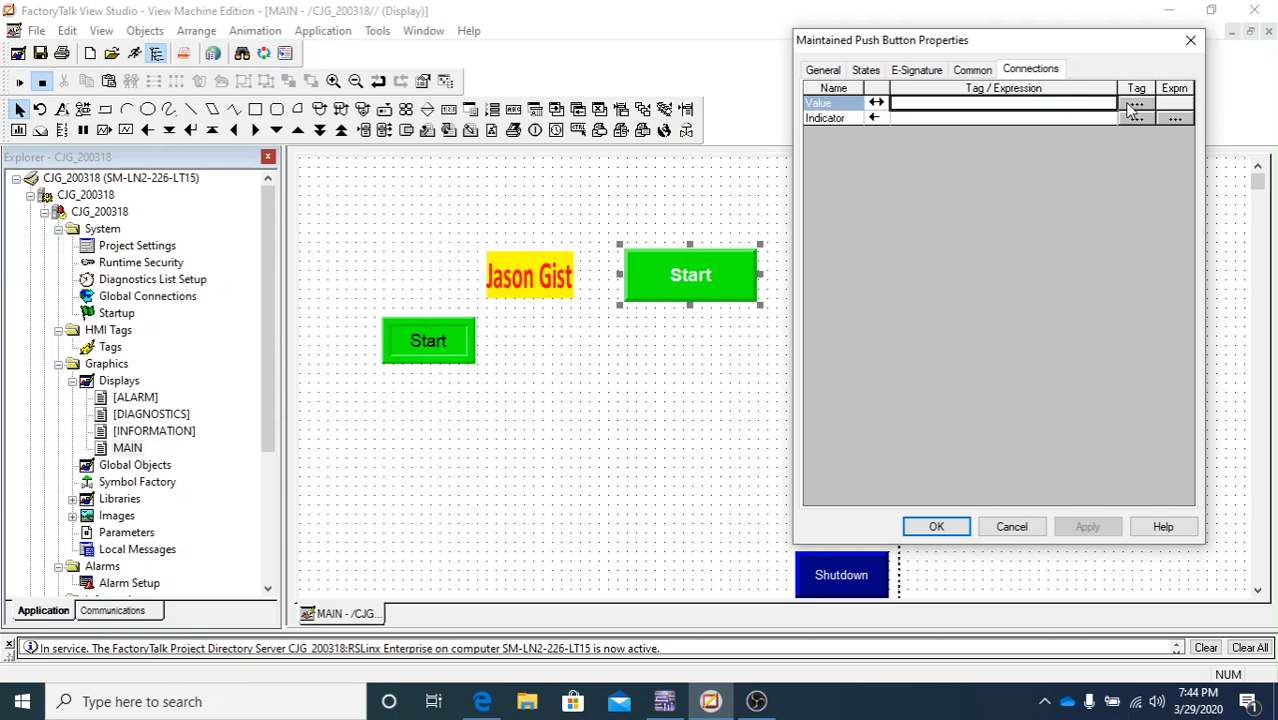 FactoryTalk View Studio - View Machine Edition - [MAIN - /CJG_200318// (Display)]
File Edit View Objects Arrange Animation Application Tools Window Help
Explorer - CJG_200318
CJG_200318 (SM-LN2-226-LT15)
CJG_200318
CJG_200318
System
Project Settings
Runtime Security
Diagnostics List Setup
Global Connections
Startup
HMI Tags
Tags
Graphics
Displays
[ALARM]
[DIAGNOSTICS]
[INFORMATION]
MAIN
Global Objects
Symbol Factory
Libraries
Images
Parameters
Local Messages
Alarms
Alarm Setup
Application Communications
Jason Gist
Start
Start
Shutdown
MAIN - /CJG...
Maintained Push Button Properties
General States E-Signature Common Connections
Name Tag / Expression Tag Exprn
Value ...
Indicator ... ...
OK Cancel Apply Help
In service. The FactoryTalk Project Directory Server CJG_200318:RSLinx Enterprise on computer SM-LN2-226-LT15 is now active.
Clear Clear All
NUM
Type here to search
7:44 PM
3/29/2020
1